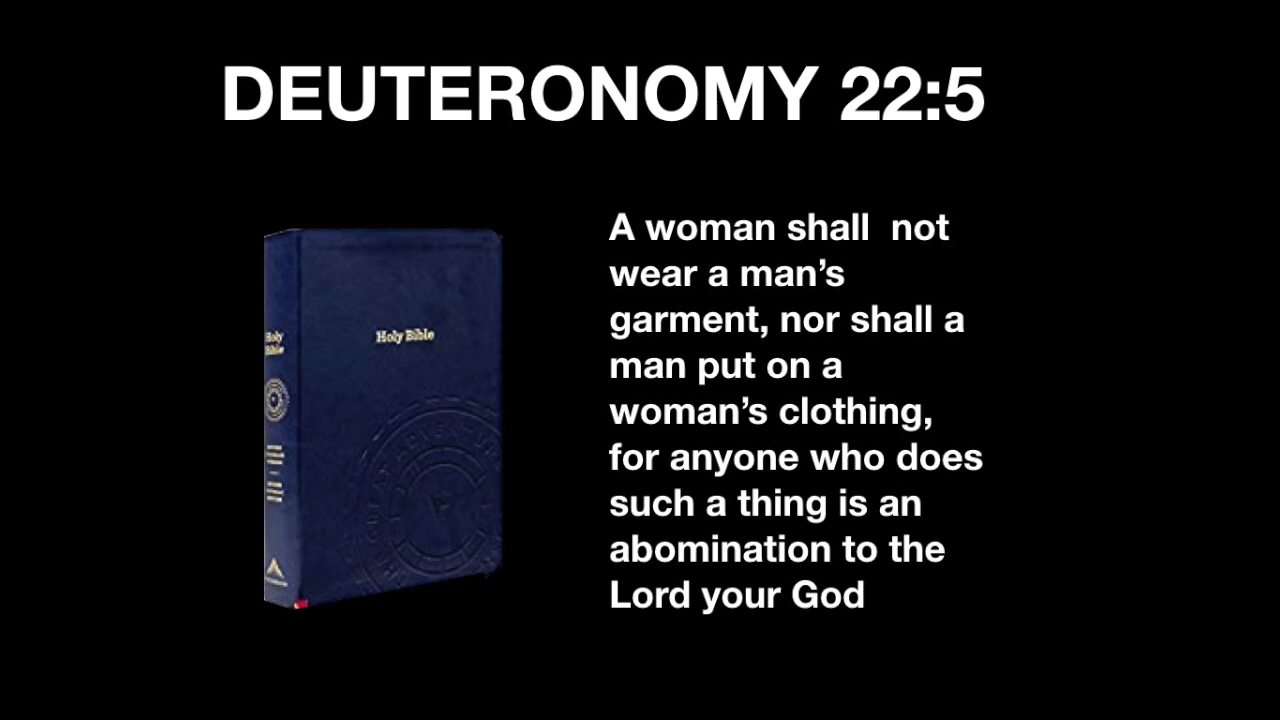 DEUTERONOMY 22:5
A woman shall  not
wear a man’s
garment, nor shall a
man put on a
woman’s clothing,
for anyone who does
such a thing is an
abomination to the
Lord your God
Holy Bible
Holy
Bible